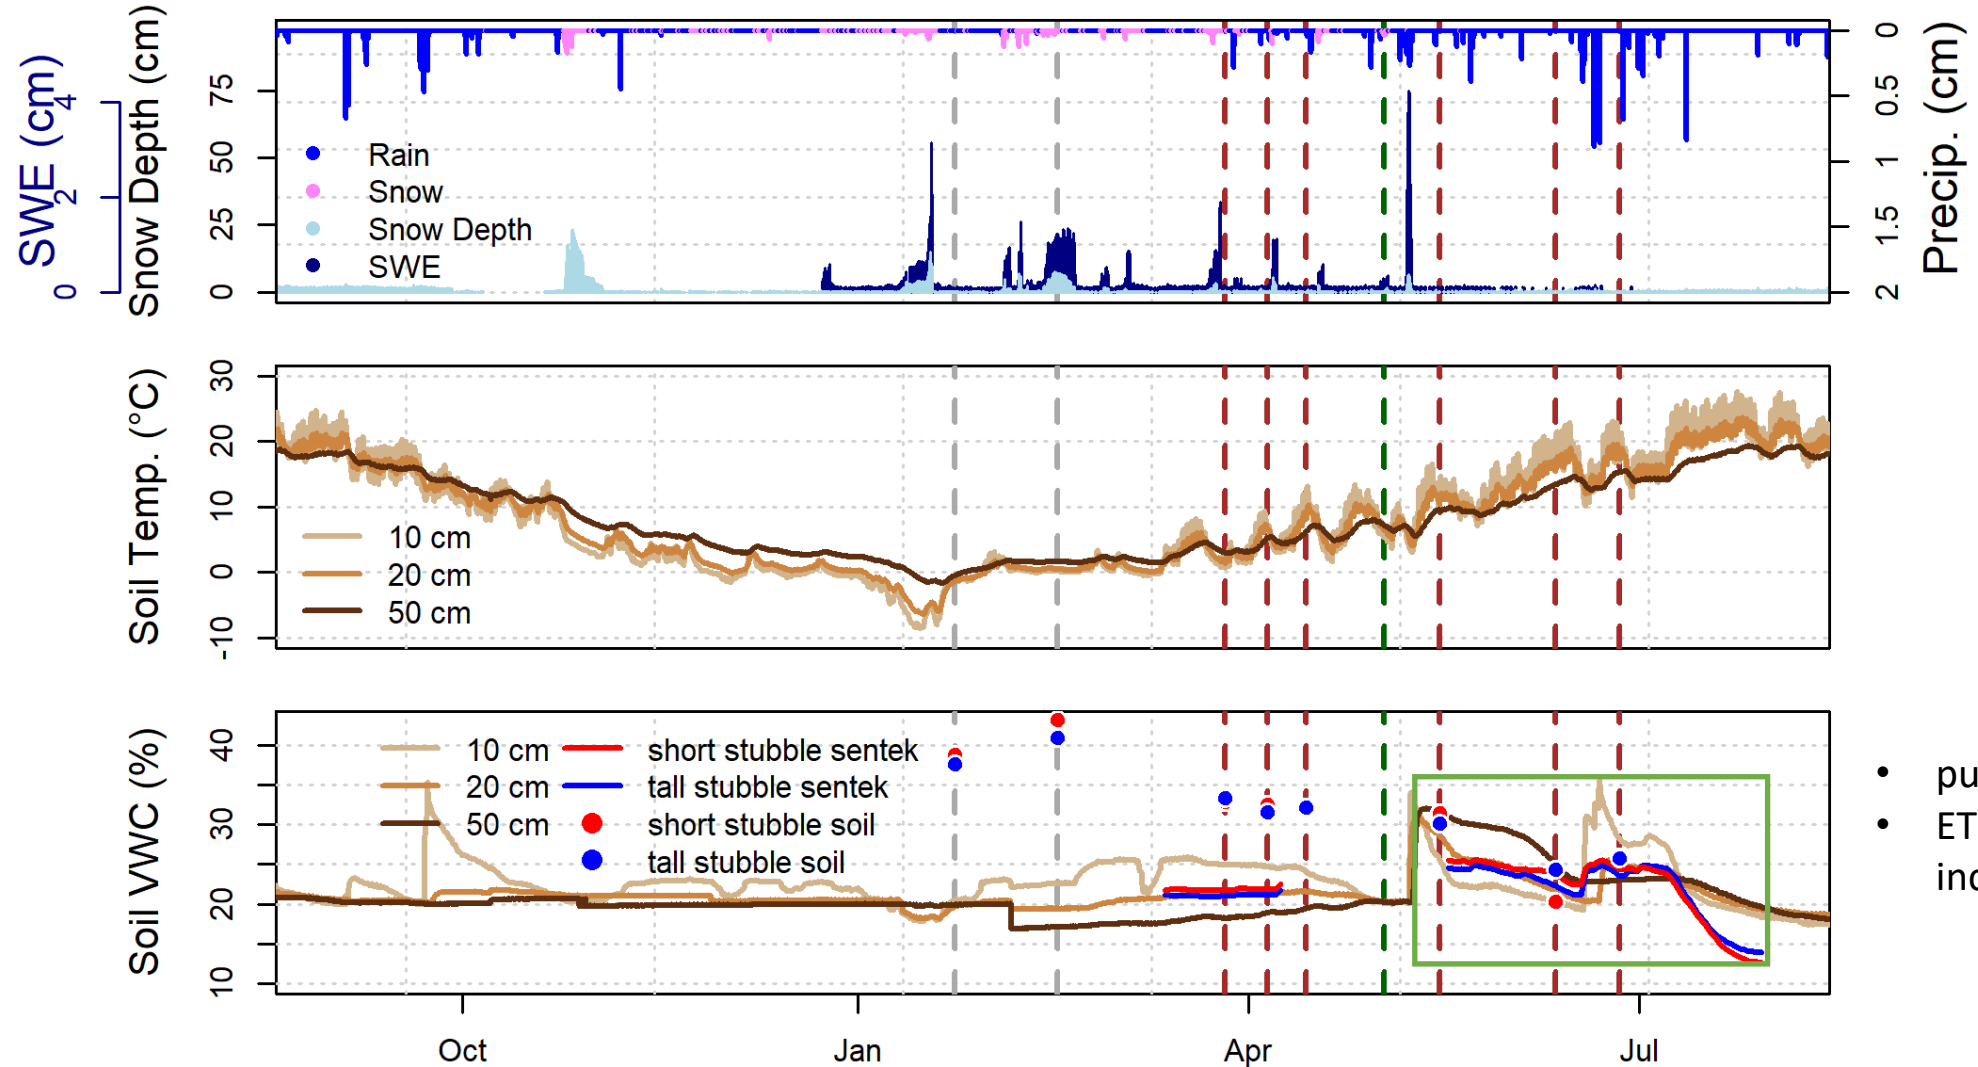 SWE (cm)
0
2
4
Snow Depth (cm)
0
25
50
75
Rain
Snow
Snow Depth
SWE
Precip. (cm)
0
0.5
1
1.5
2
Soil Temp. (°C)
-10
0
10
20
30
10 cm
20 cm
50 cm
Soil VWC (%)
10
20
30
40
10 cm
20 cm
50 cm
short stubble sentek
tall stubble sentek
short stubble soil
tall stubble soil
Oct
Jan
Apr
Jul
• pu
• ET
inc